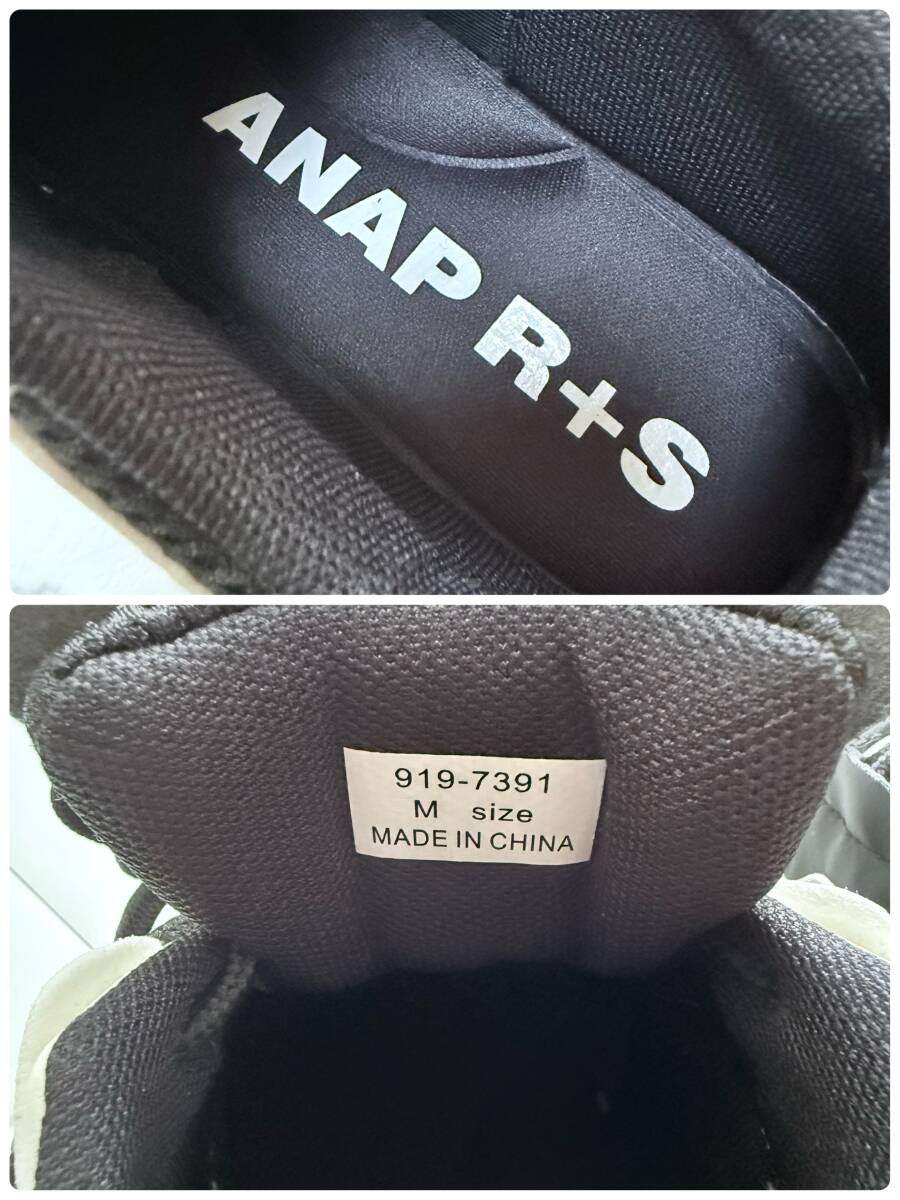 ANAP R+S
919-7391
M size
MADE IN CHINA